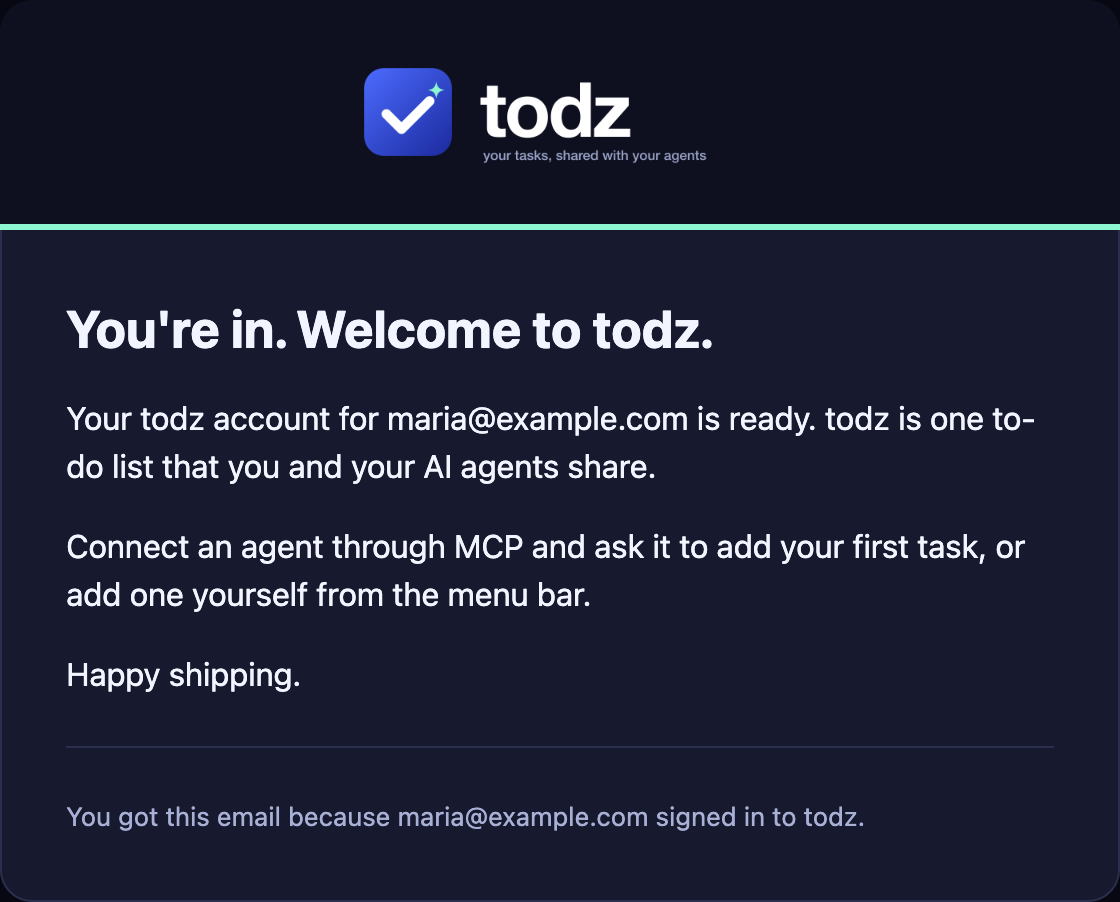 todz
your tasks, shared with your agents
You're in. Welcome to todz.
Your todz account for maria@example.com is ready. todz is one to-
do list that you and your AI agents share.
Connect an agent through MCP and ask it to add your first task, or
add one yourself from the menu bar.
Happy shipping.
You got this email because maria@example.com signed in to todz.